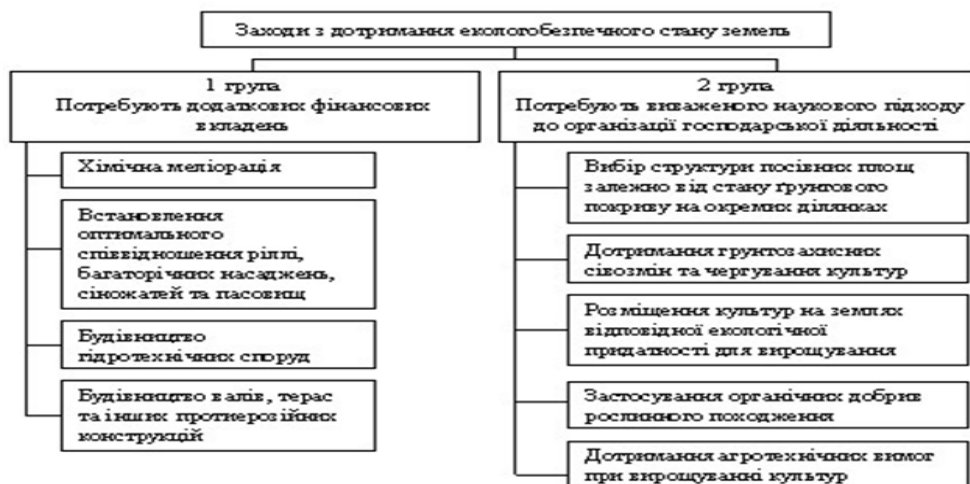 Заходи з дотримання екологобезпечного стану земель
1 група
Потребують додаткових фінансових
вкладень
Хімічна меліорація
Встановлення
оптимального
співвідношення ріллі,
багаторічних насаджень,
сіножатей та пасовищ
Будівництво
гідротехнічних споруд
Будівництво валів, терас
та інших протиерозійних
конструкцій
2 група
Потребують виваженого наукового підходу
до організації господарської діяльності
Вибір структури посівних площ
залежно від стану ґрунтового
покриву на окремих ділянках
Дотримання грунтозахисних
сівозмін та чергування культур
Розміщення культур на землях
відповідної екологічної
придатності для вирощування
Застосування органічних добрив
рослинного походження
Дотримання агротехнічних вимог
при вирощуванні культур